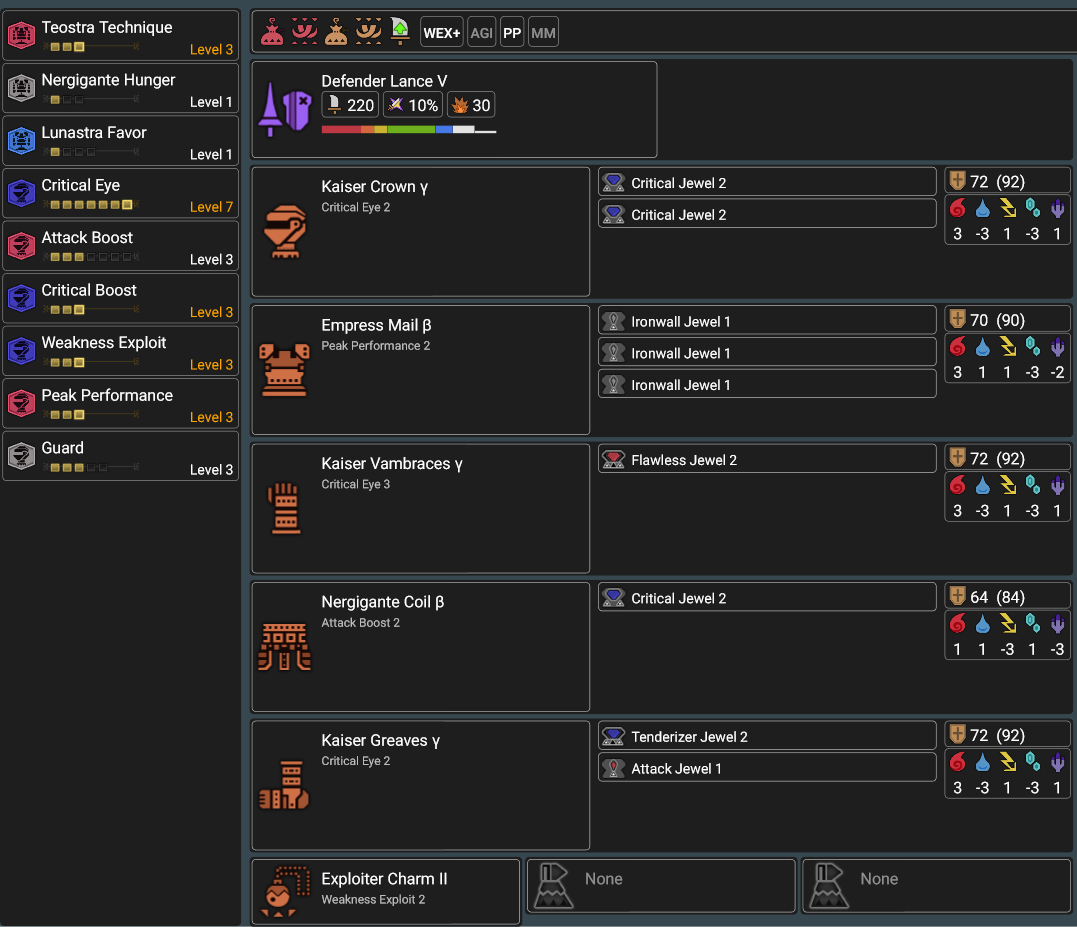 Teostra Technique
Level 3
Nergigante Hunger
Level 1
Lunastra Favor
Level 1
Critical Eye
Level 7
Attack Boost
Level 3
Critical Boost
Level 3
Weakness Exploit
Level 3
Peak Performance
Level 3
Guard
Level 3
WEX+ AGI PP MM
Defender Lance V
220 10% 30
Kaiser Crown γ
Critical Eye 2
Critical Jewel 2
Critical Jewel 2
72 (92)
3 -3 1 -3 1
Empress Mail β
Peak Performance 2
Ironwall Jewel 1
Ironwall Jewel 1
Ironwall Jewel 1
70 (90)
3 1 1 -3 -2
Kaiser Vambraces γ
Critical Eye 3
Flawless Jewel 2
72 (92)
3 -3 1 -3 1
Nergigante Coil β
Attack Boost 2
Critical Jewel 2
64 (84)
1 1 -3 1 -3
Kaiser Greaves γ
Critical Eye 2
Tenderizer Jewel 2
Attack Jewel 1
72 (92)
3 -3 1 -3 1
Exploiter Charm II
Weakness Exploit 2
None
None